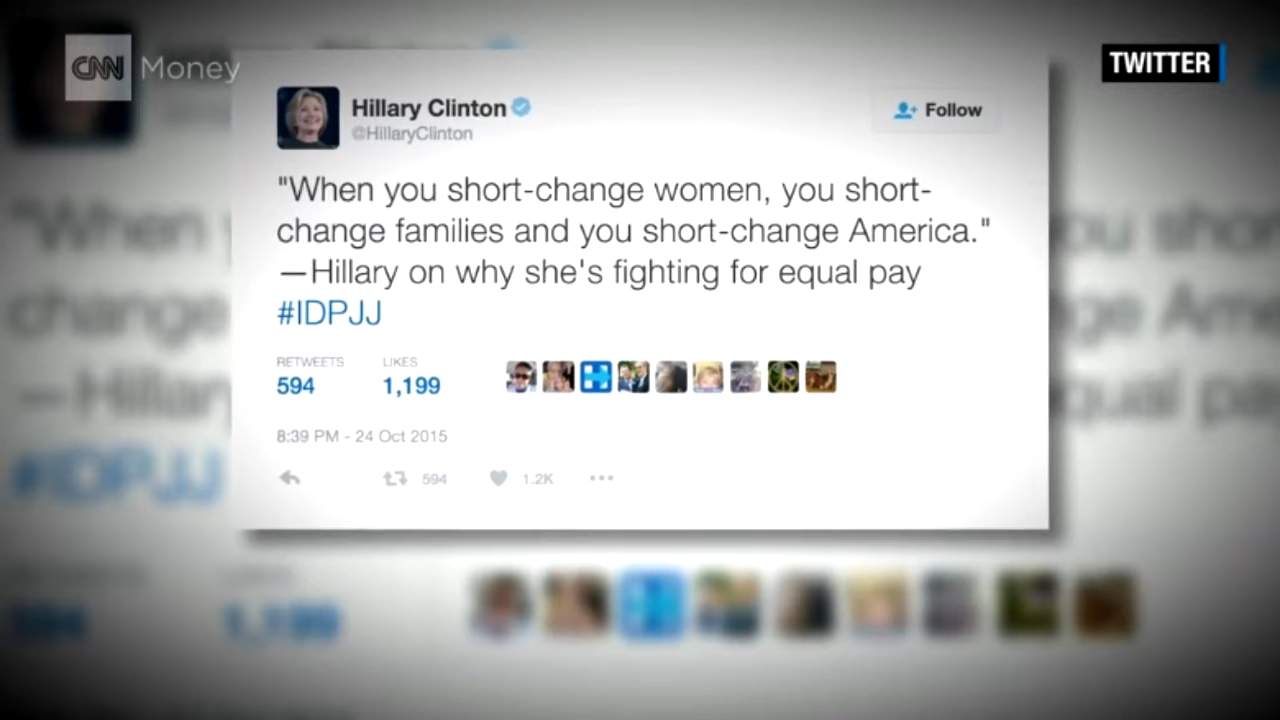 CNN Money
TWITTER
Hillary Clinton
@HillaryClinton
Follow
"When you short-change women, you short-
change families and you short-change America."
—Hillary on why she's fighting for equal pay
#IDPJJ
RETWEETS LIKES
594 1,199
8:39 PM - 24 Oct 2015
594 1.2K